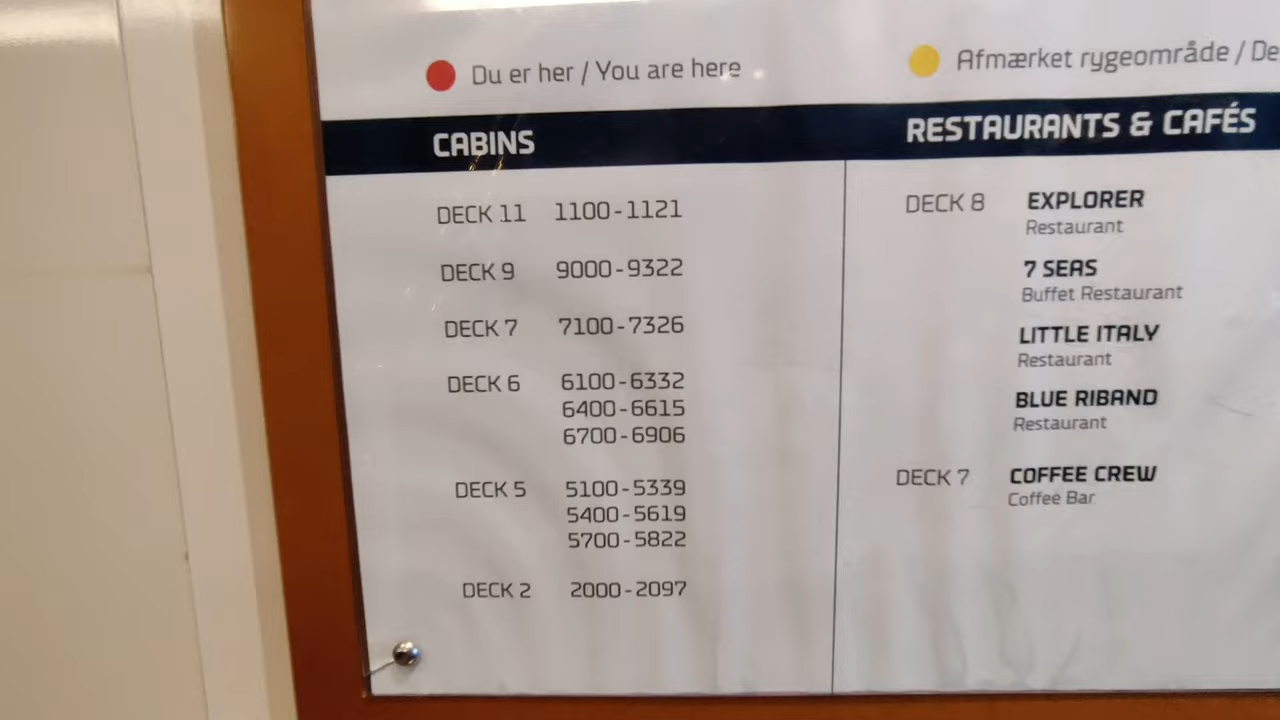 Du er her / You are here
Afmærket rygeområde / De
CABINS
DECK 11 1100-1121
DECK 9 9000-9322
DECK 7 7100-7326
DECK 6 6100-6332
6400-6615
6700-6906
DECK 5 5100-5339
5400-5619
5700-5822
DECK 2 2000-2097
RESTAURANTS & CAFÉS
DECK 8 EXPLORER
Restaurant
7 SEAS
Buffet Restaurant
LITTLE ITALY
Restaurant
BLUE RIBAND
Restaurant
DECK 7 COFFEE CREW
Coffee Bar